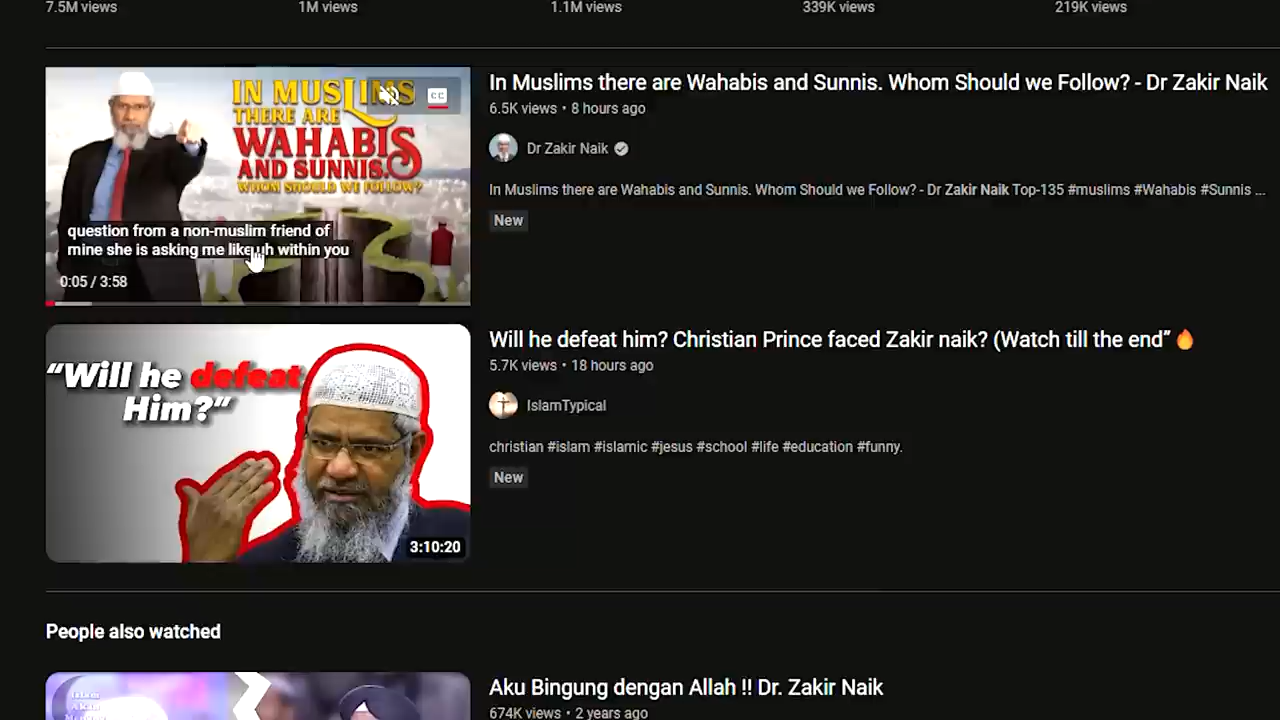 7.5M views
1M views
1.1M views
339K views
219K views
IN MUSLIMS
THERE ARE
WAHABIS
AND SUNNIS.
WHOM SHOULD WE FOLLOW?
CC
question from a non-muslim friend of
mine she is asking me like uh within you
0:05 / 3:58
In Muslims there are Wahabis and Sunnis. Whom Should we Follow? - Dr Zakir Naik
6.5K views • 8 hours ago
Dr Zakir Naik
In Muslims there are Wahabis and Sunnis. Whom Should we Follow? - Dr Zakir Naik Top-135 #muslims #Wahabis #Sunnis ...
New
“Will he defeat
Him?“
3:10:20
Will he defeat him? Christian Prince faced Zakir naik? (Watch till the end”🔥
5.7K views • 18 hours ago
IslamTypical
christian #islam #islamic #jesus #school #life #education #funny.
New
People also watched
Aku Bingung dengan Allah !! Dr. Zakir Naik
674K views • 2 years ago